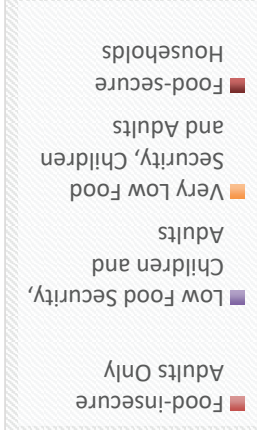 Food-insecure
Adults Only
Low Food Security,
Children and
Adults
Very Low Food
Security, Children
and Adults
Food-secure
Households